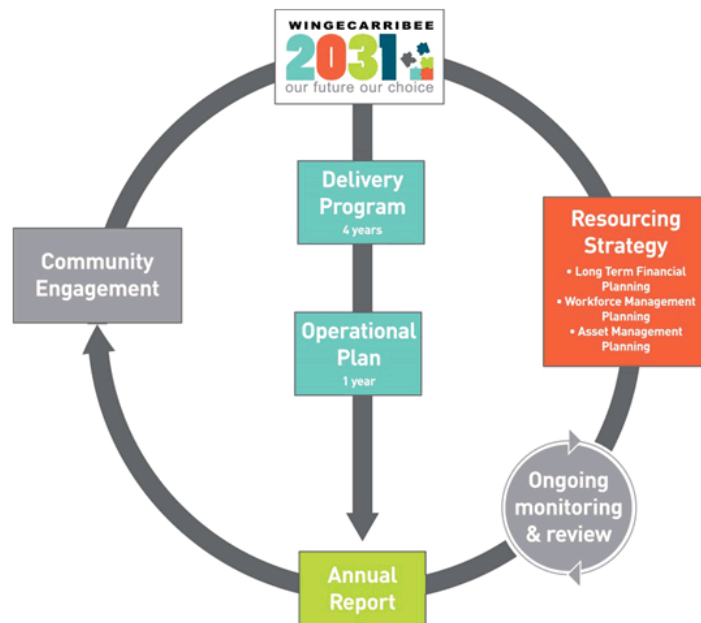 WINGECARRIBEE
2031
our future our choice
Delivery
Program
4 years
Resourcing
Strategy
• Long Term Financial
Planning
• Workforce Management
Planning
• Asset Management
Planning
Community
Engagement
Operational
Plan
1 year
Ongoing
monitoring
& review
Annual
Report